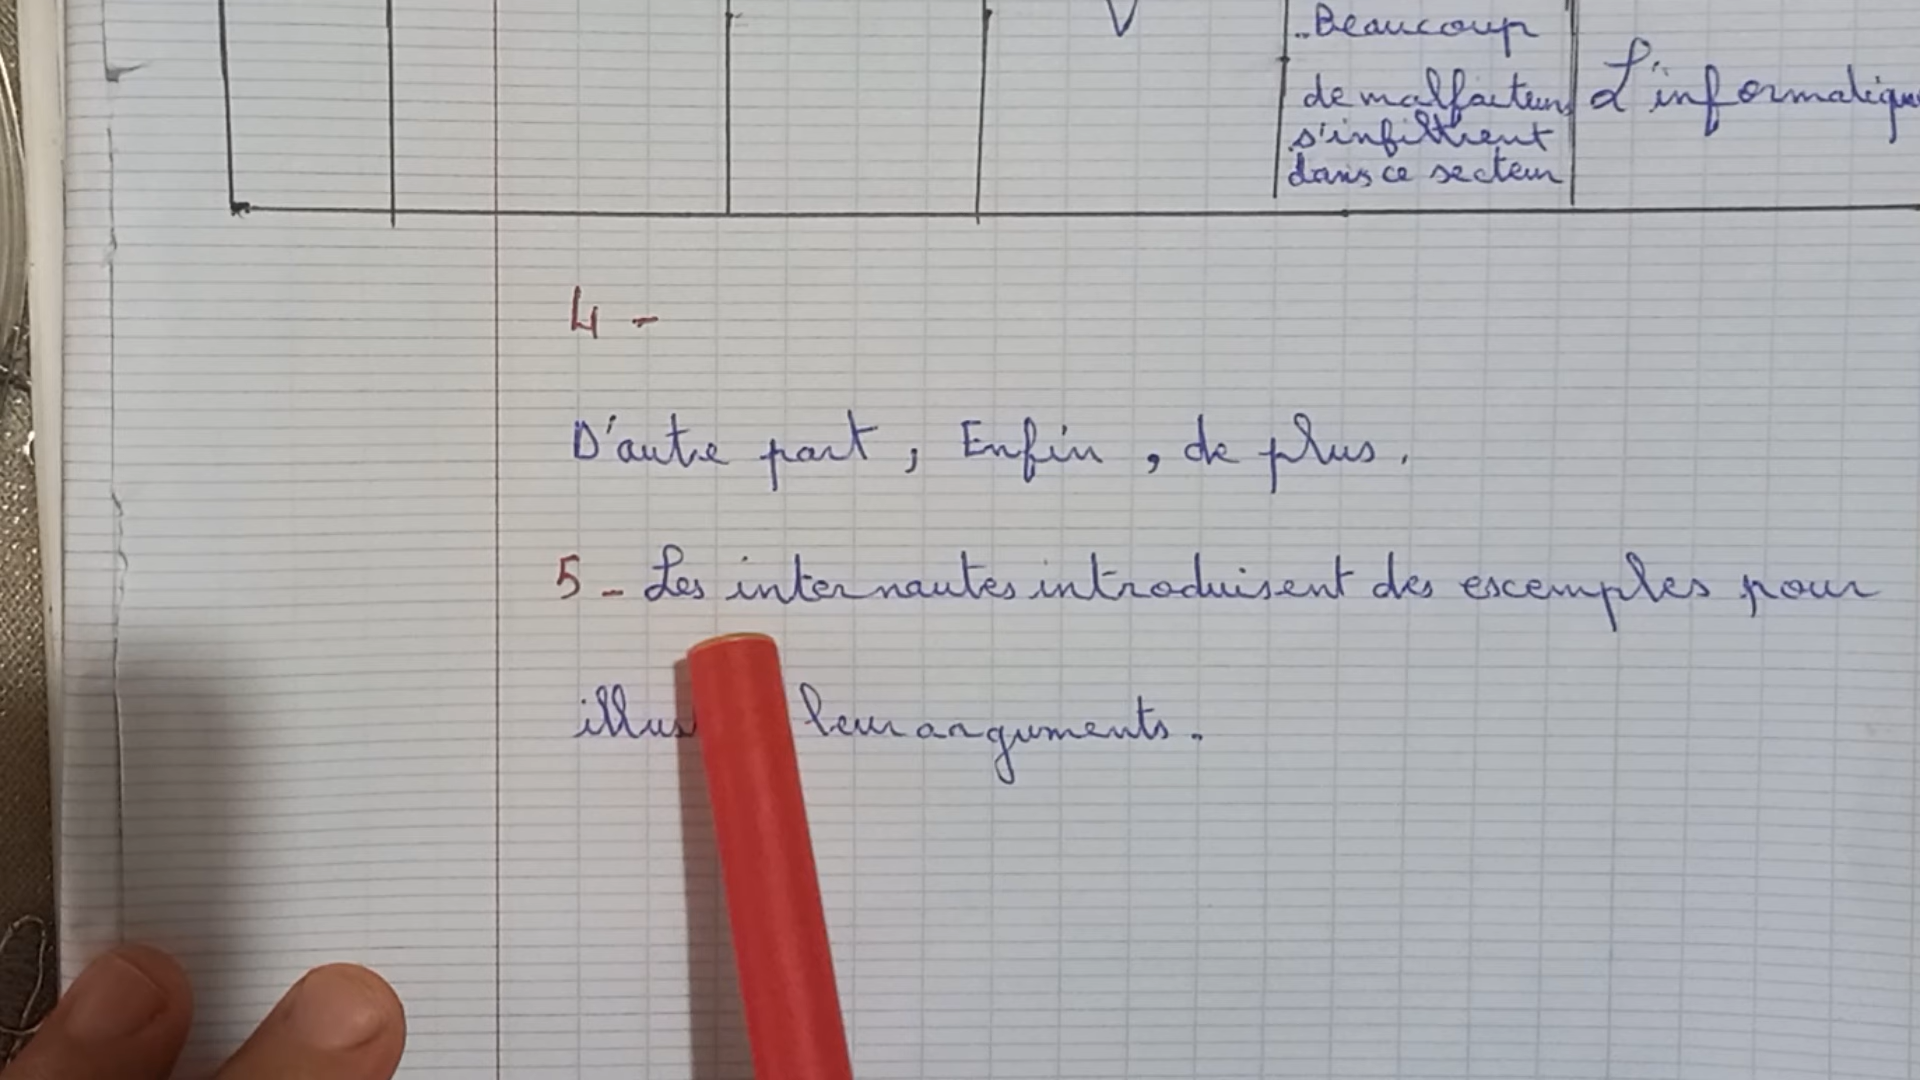 V
..Beaucoup
de malfaiteurs
s'infiltrent
dans ce secteur
L'informatique
4 -
D'autre part, Enfin, de plus.
5 - Les internautes introduisent des exemples pour
leur arguments.